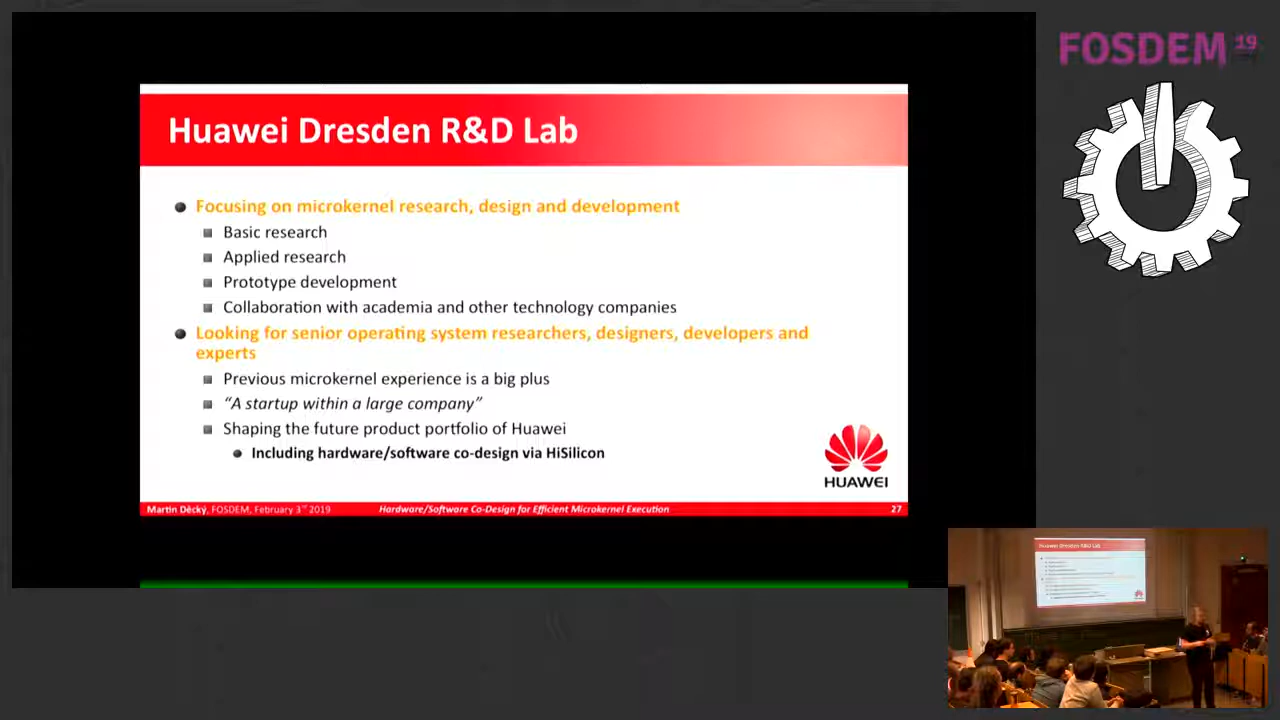 FOSDEM 19
Huawei Dresden R&D Lab
Focusing on microkernel research, design and development
Basic research
Applied research
Prototype development
Collaboration with academia and other technology companies
Looking for senior operating system researchers, designers, developers and
experts
Previous microkernel experience is a big plus
“A startup within a large company”
Shaping the future product portfolio of Huawei
Including hardware/software co-design via HiSilicon
HUAWEI
Martin Děcký, FOSDEM, February 3rd 2019
Hardware/Software Co-Design for Efficient Microkernel Execution
27
Huawei Dresden R&D Lab